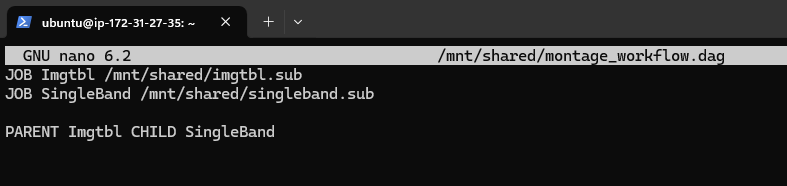 ubuntu@ip-172-31-27-35: ~
GNU nano 6.2 /mnt/shared/montage_workflow.dag
JOB Imgtbl /mnt/shared/imgtbl.sub
JOB SingleBand /mnt/shared/singleband.sub
PARENT Imgtbl CHILD SingleBand